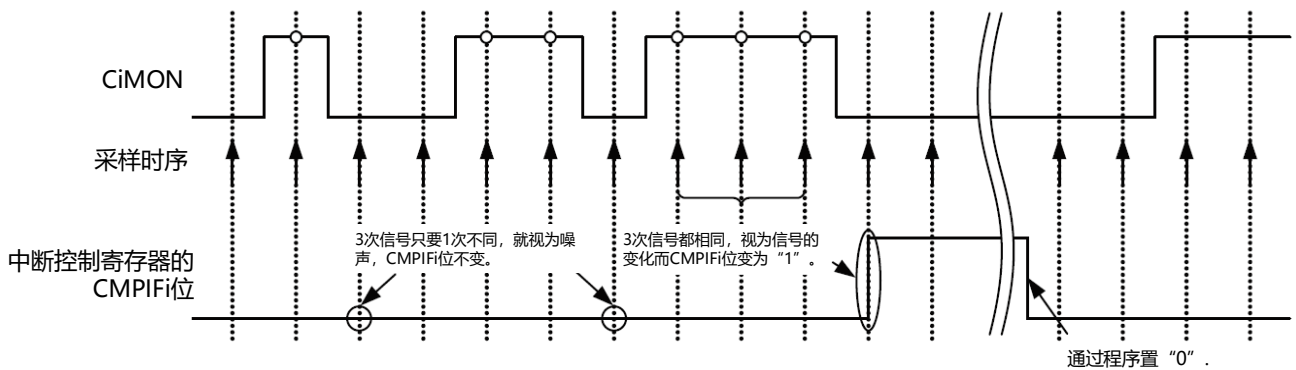 CiMON
采样时序
3次信号只要1次不同，就视为噪
声，CMPIFi位不变。
3次信号都相同，视为信号的
变化而CMPIFi位变为“1”。
中断控制寄存器的
CMPIFi位
通过程序置“0”.